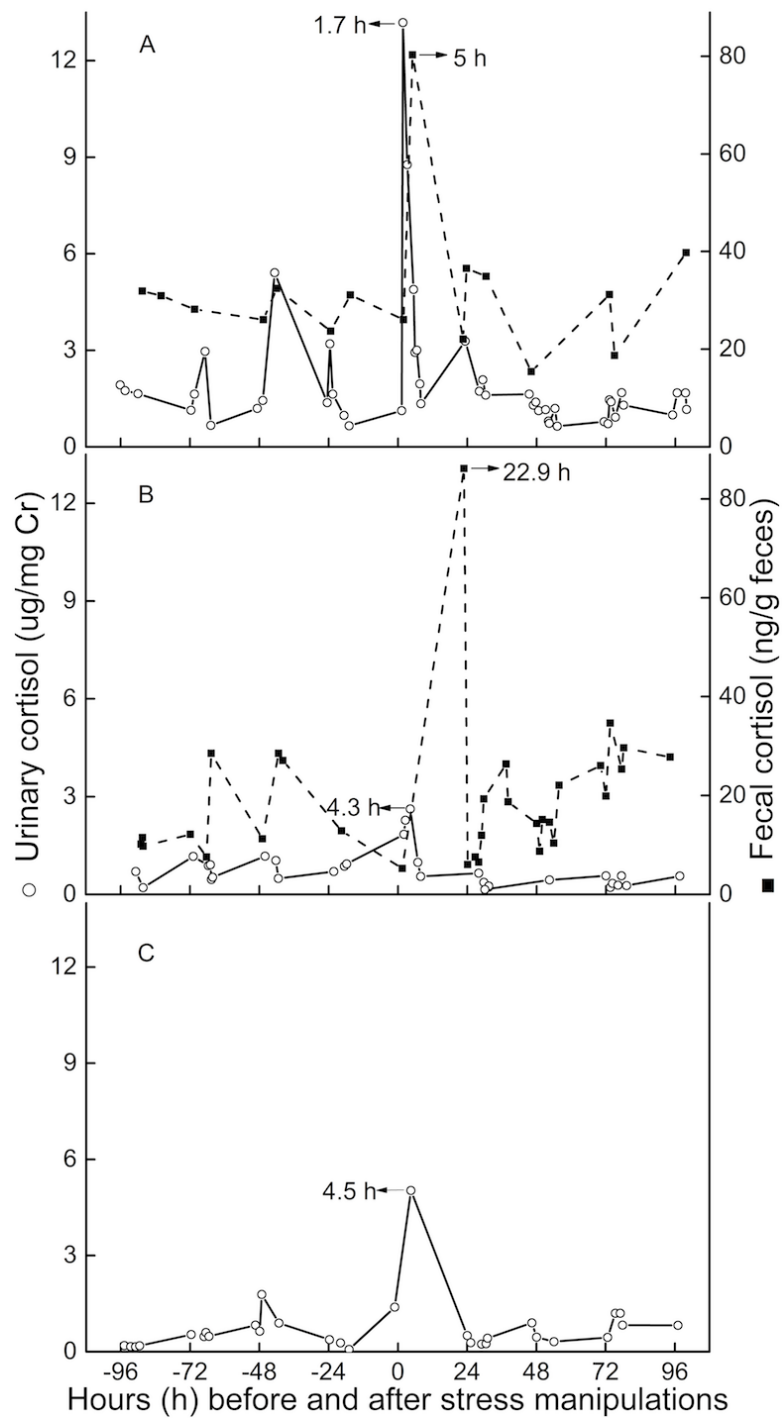 A
1.7 h
5 h
12
9
6
3
0
80
60
40
20
0
B
22.9 h
4.3 h
12
9
6
3
0
80
60
40
20
0
C
4.5 h
12
9
6
3
0
Urinary cortisol (ug/mg Cr)
Fecal cortisol (ng/g feces)
-96 -72 -48 -24 0 24 48 72 96
Hours (h) before and after stress manipulations